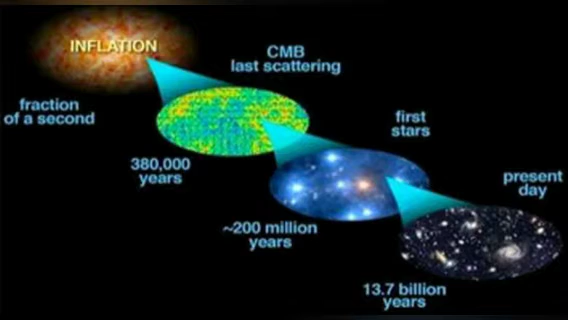 INFLATION
fraction
of a second
CMB
last scattering
380,000
years
first
stars
~200 million
years
present
day
13.7 billion
years